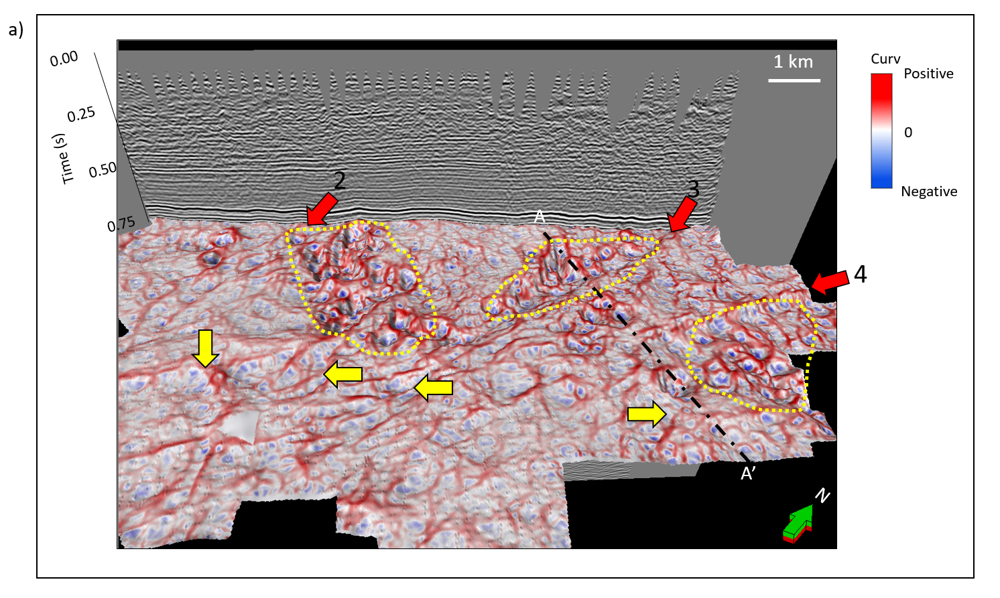 a)
0.00
0.25
0.50
0.75
Time (s)
1 km
Curv
Positive
0
Negative
2
3
4
A
A’
N